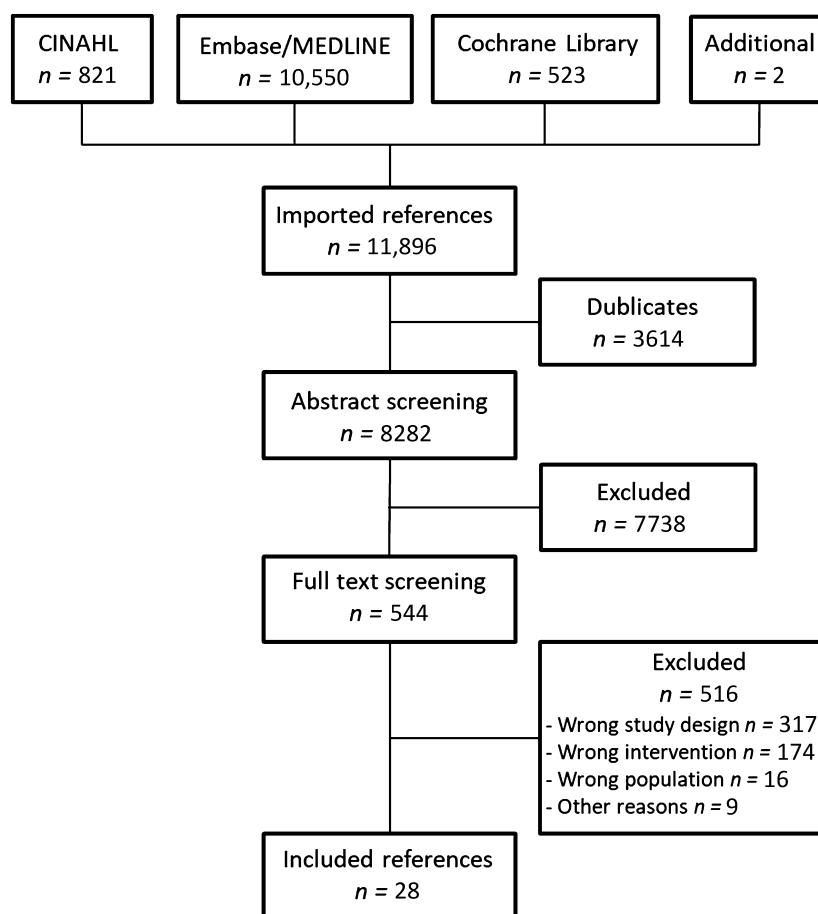 CINAHL
n = 821
Embase/MEDLINE
n = 10,550
Cochrane Library
n = 523
Additional
n = 2
Imported references
n = 11,896
Dublicates
n = 3614
Abstract screening
n = 8282
Excluded
n = 7738
Full text screening
n = 544
Excluded
n = 516
- Wrong study design n = 317
- Wrong intervention n = 174
- Wrong population n = 16
- Other reasons n = 9
Included references
n = 28